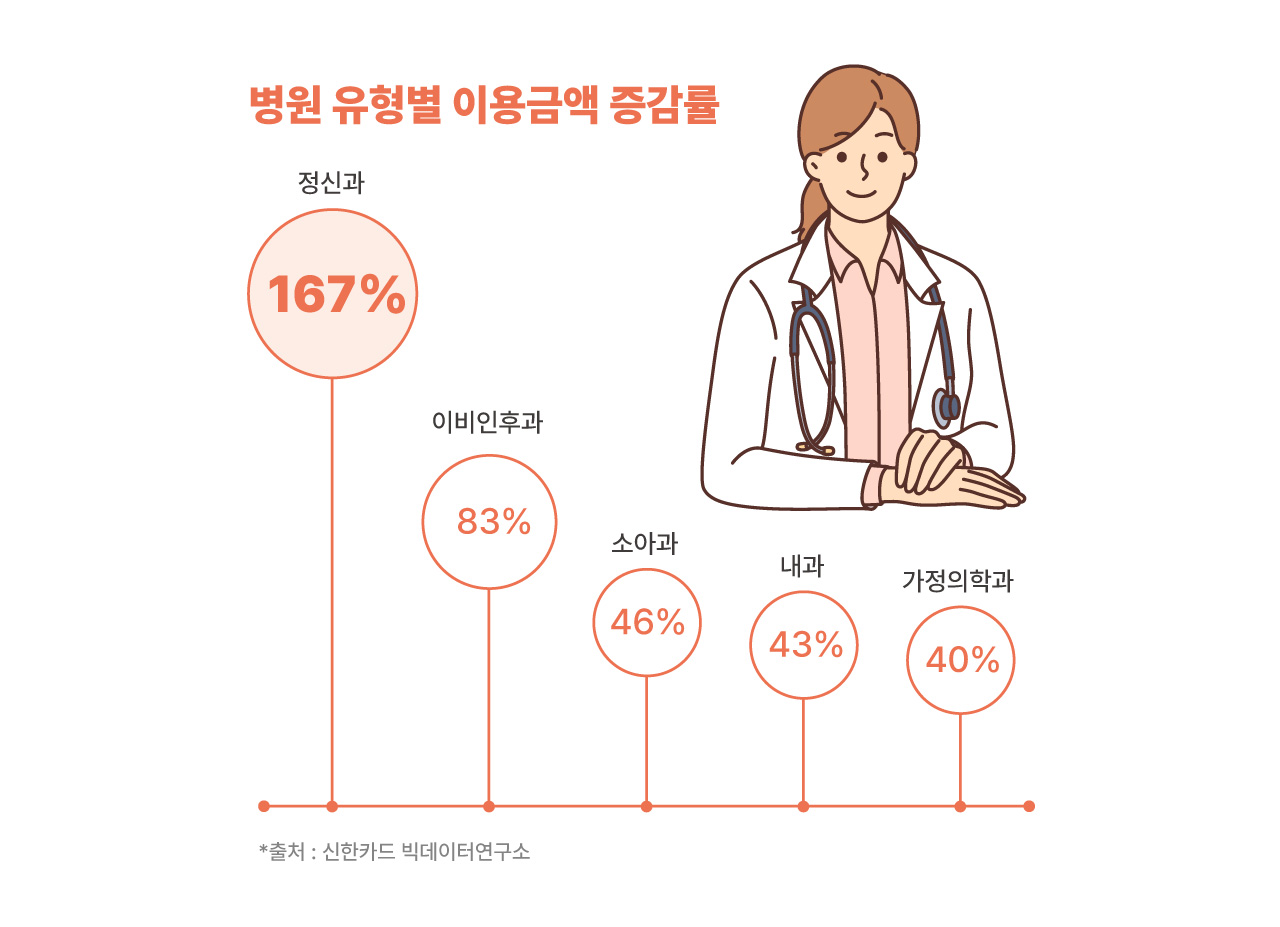 병원 유형별 이용금액 증감률
정신과
167%
이비인후과
83%
소아과
46%
내과
43%
가정의학과
40%
*출처 : 신한카드 빅데이터연구소